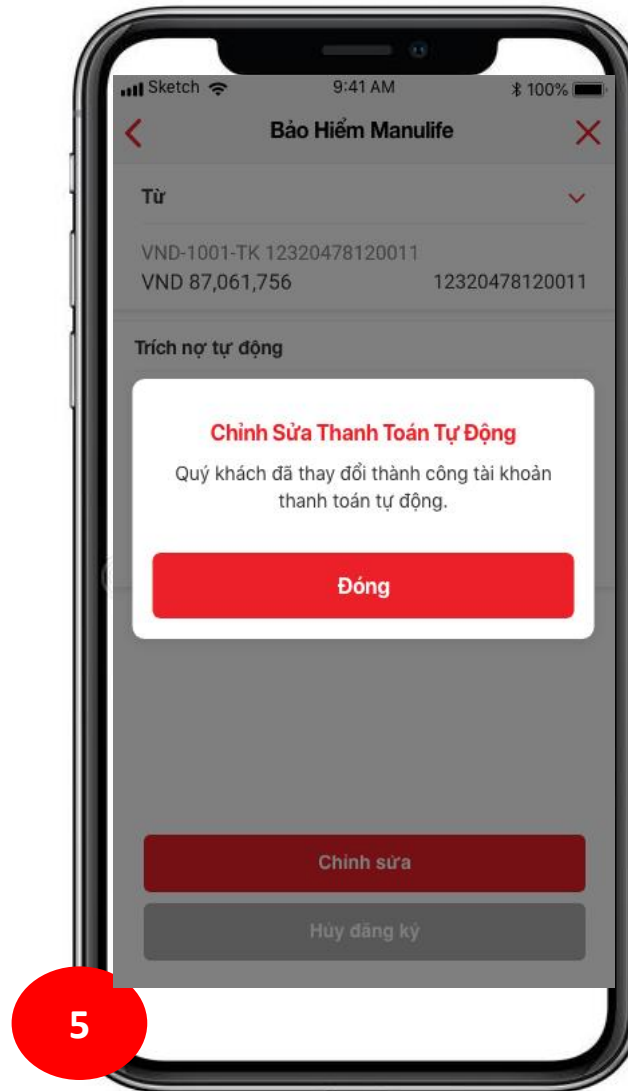 Sketch 9:41 AM 100%
Bảo Hiểm Manulife
Từ
VND-1001-TK 12320478120011
VND 87,061,756 12320478120011
Trích nợ tự động
Chỉnh Sửa Thanh Toán Tự Động
Quý khách đã thay đổi thành công tài khoản
thanh toán tự động.
Đóng
Chỉnh sửa
Hủy đăng ký
5